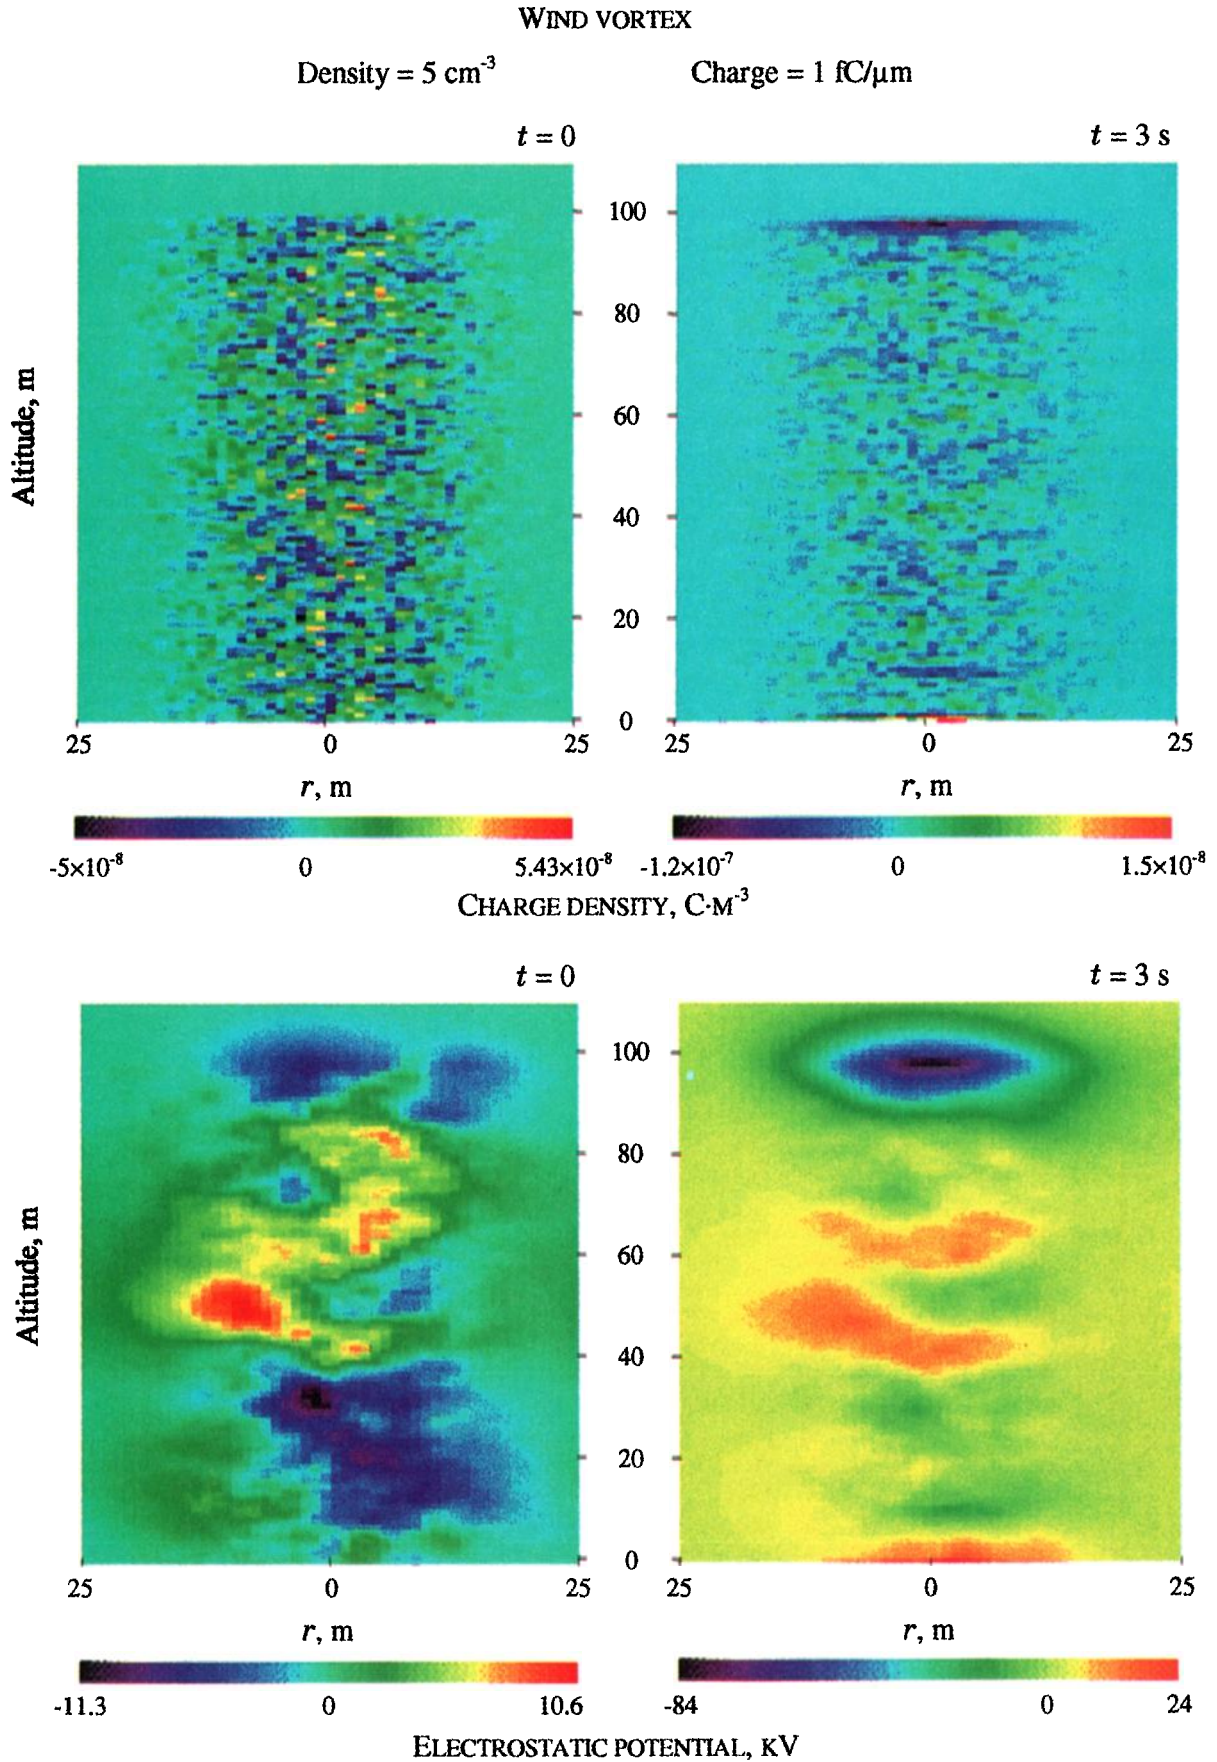 WIND VORTEX
Density = 5 cm⁻³ Charge = 1 fC/µm
t = 0 t = 3 s
100
80
60
40
20
0
Altitude, m
25 0 25 25 0 25
r, m r, m
-5×10⁻⁸ 0 5.43×10⁻⁸ -1.2×10⁻⁷ 0 1.5×10⁻⁸
CHARGE DENSITY, C·M⁻³
t = 0 t = 3 s
100
80
60
40
20
0
Altitude, m
25 0 25 25 0 25
r, m r, m
-11.3 0 10.6 -84 0 24
ELECTROSTATIC POTENTIAL, KV